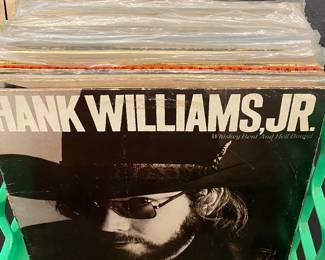 HANK WILLIAMS, JR.
Whiskey Bent And Hell Bound